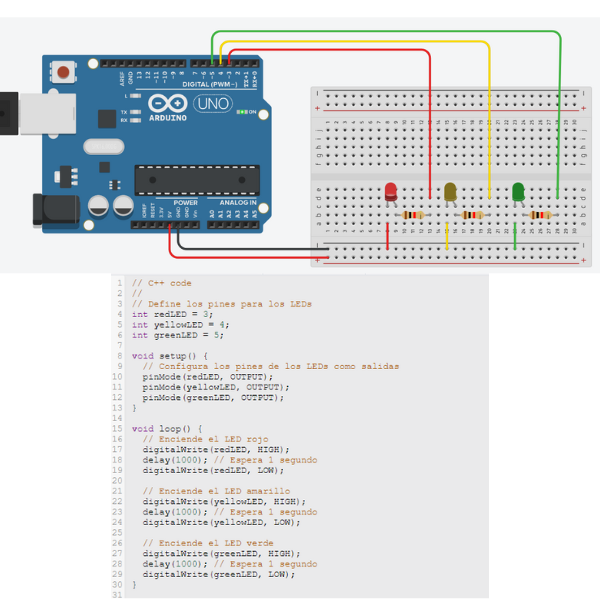 AREF
GND
13
12
~11
~10
~9
8
7
~6
~5
4
~3
2
TX→1
RX←0
DIGITAL (PWM~)
L
TX
RX
UNO
ON
ARDUINO
POWER
ANALOG IN
IOREF
RESET
3.3V
5V
GND
GND
Vin
A0
A1
A2
A3
A4
A5
1 // C++ code
2 //
3 // Define los pines para los LEDs
4 int redLED = 3;
5 int yellowLED = 4;
6 int greenLED = 5;
7
8 void setup() {
9 // Configura los pines de los LEDs como salidas
10 pinMode(redLED, OUTPUT);
11 pinMode(yellowLED, OUTPUT);
12 pinMode(greenLED, OUTPUT);
13 }
14
15 void loop() {
16 // Enciende el LED rojo
17 digitalWrite(redLED, HIGH);
18 delay(1000); // Espera 1 segundo
19 digitalWrite(redLED, LOW);
20
21 // Enciende el LED amarillo
22 digitalWrite(yellowLED, HIGH);
23 delay(1000); // Espera 1 segundo
24 digitalWrite(yellowLED, LOW);
25
26 // Enciende el LED verde
27 digitalWrite(greenLED, HIGH);
28 delay(1000); // Espera 1 segundo
29 digitalWrite(greenLED, LOW);
30 }
31